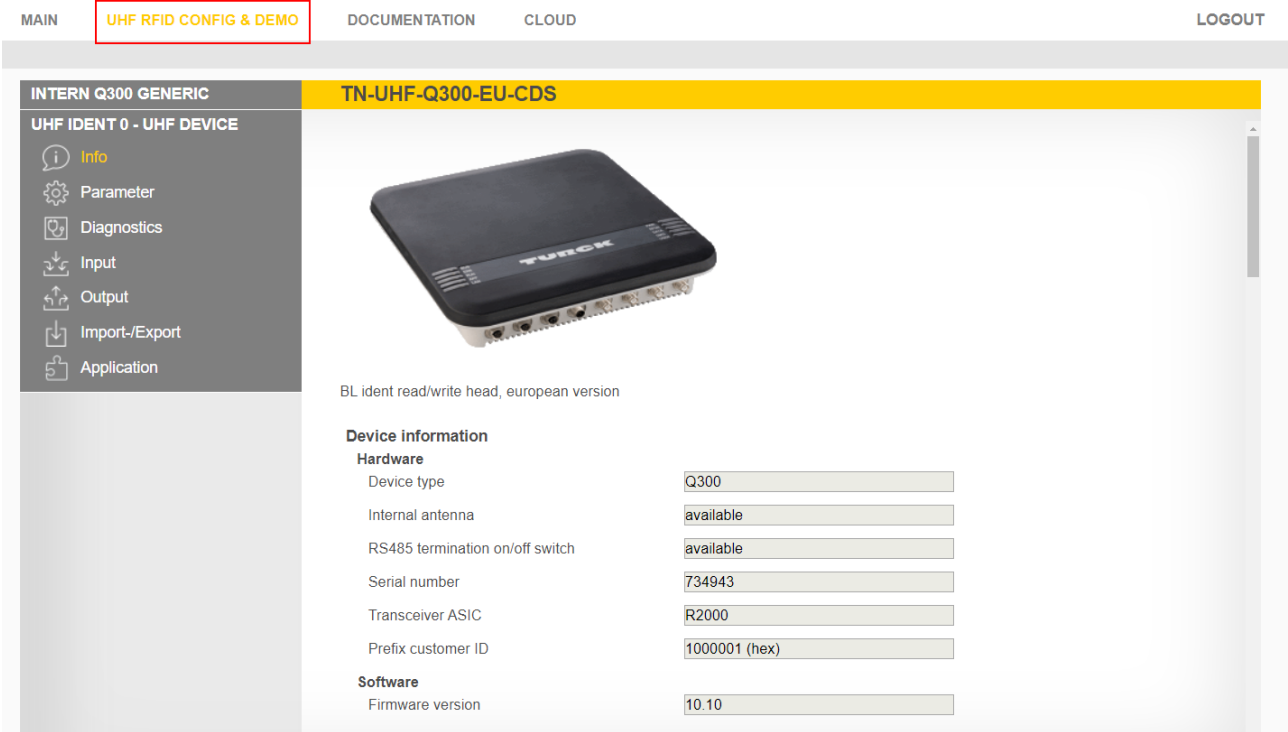 MAIN UHF RFID CONFIG & DEMO DOCUMENTATION CLOUD LOGOUT
INTERN Q300 GENERIC
UHF IDENT 0 - UHF DEVICE
Info
Parameter
Diagnostics
Input
Output
Import-/Export
Application
TN-UHF-Q300-EU-CDS
TURCK
BL ident read/write head, european version
Device information
Hardware
Device type Q300
Internal antenna available
RS485 termination on/off switch available
Serial number 734943
Transceiver ASIC R2000
Prefix customer ID 1000001 (hex)
Software
Firmware version 10.10